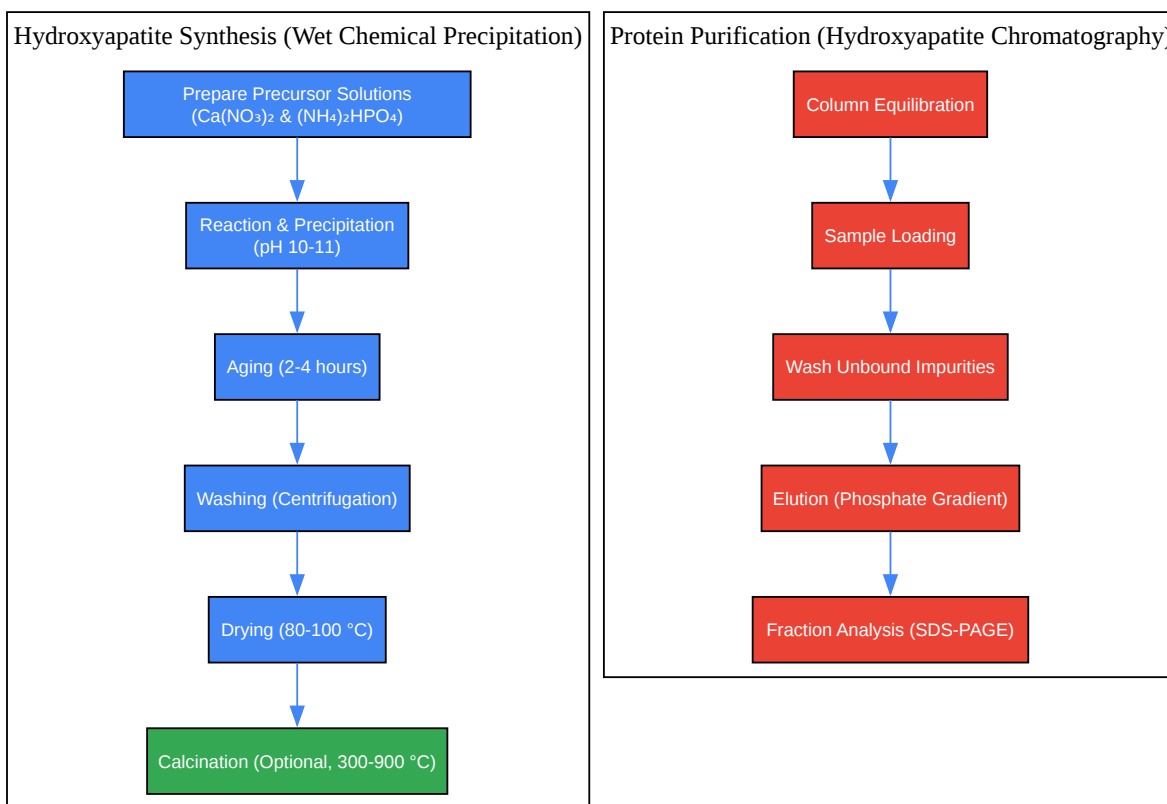 Hydroxyapatite Synthesis (Wet Chemical Precipitation)
Prepare Precursor Solutions
(Ca(NO₃)₂ & (NH₄)₂HPO₄)
Reaction & Precipitation
(pH 10-11)
Aging (2-4 hours)
Washing (Centrifugation)
Drying (80-100 °C)
Calcination (Optional, 300-900 °C)
Protein Purification (Hydroxyapatite Chromatography)
Column Equilibration
Sample Loading
Wash Unbound Impurities
Elution (Phosphate Gradient)
Fraction Analysis (SDS-PAGE)